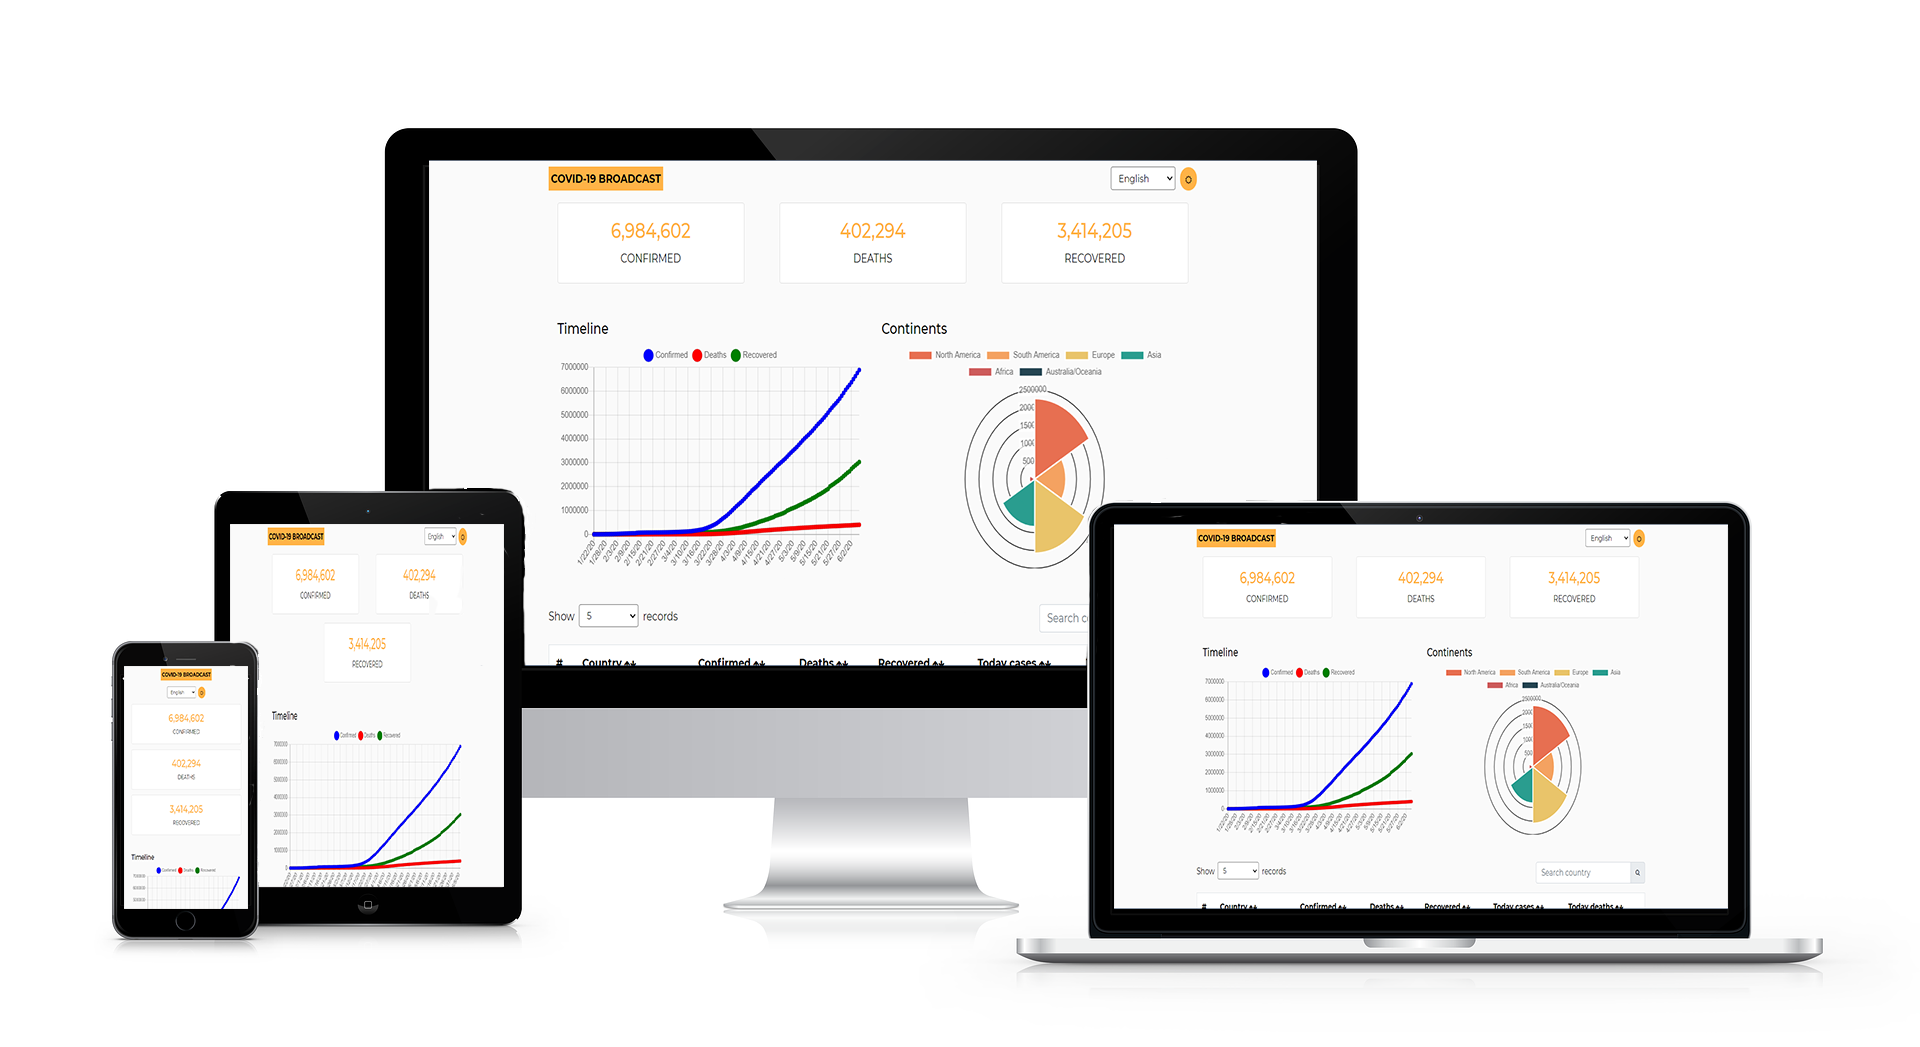 COVID-19 BROADCAST
English
6,984,602
402,294
3,414,205
CONFIRMED
DEATHS
RECOVERED
Timeline
Continents
Confirmed Deaths Recovered
North America South America Europe Asia
Africa Australia/Oceania
7000000
6000000
5000000
4000000
3000000
2000000
1000000
0
2500000
1/22/20 1/28/20 2/3/20 2/9/20 2/15/20 2/21/20 2/27/20 3/4/20 3/10/20 3/16/20 3/22/20 3/28/20 4/3/20 4/9/20 4/15/20 4/21/20 4/27/20 5/3/20 5/9/20 5/15/20 5/21/20 5/27/20 6/2/20
Show 5 records
Search
# Country Confirmed Deaths Recovered Today cases
COVID-19 BROADCAST
English
6,984,602
402,294
CONFIRMED
DEATHS
3,414,205
RECOVERED
Timeline
Confirmed Deaths Recovered
7000000
6000000
5000000
4000000
3000000
2000000
1000000
0
COVID-19 BROADCAST
English
6,984,602
CONFIRMED
402,294
DEATHS
3,414,205
RECOVERED
Timeline
Confirmed Deaths Recovered
COVID-19 BROADCAST
English
6,984,602
402,294
3,414,205
CONFIRMED
DEATHS
RECOVERED
Timeline
Continents
Confirmed Deaths Recovered
North America South America Europe Asia
Africa Australia/Oceania
7000000
6000000
5000000
4000000
3000000
2000000
1000000
0
2500000
Show 5 records
Search country
# Country Confirmed Deaths Recovered Today cases Today deaths